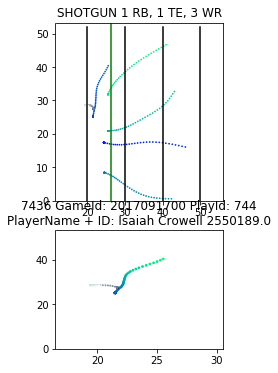 SHOTGUN 1 RB, 1 TE, 3 WR
50
40
30
20
10
0
20 30 40 50
7436 GameId: 2017091700 PlayId: 744
PlayerName + ID: Isaiah Crowell 2550189.0
40
20
0
20 25 30